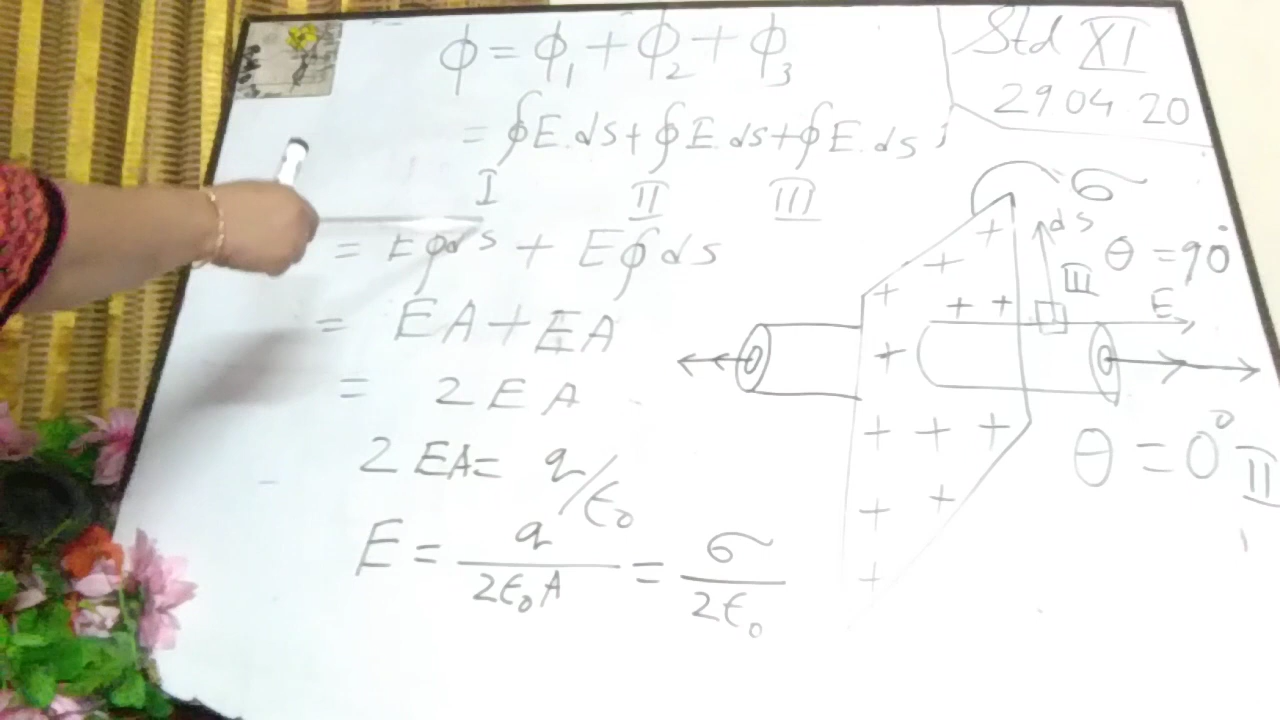 ϕ = ϕ₁ + ϕ₂ + ϕ₃
= ∮E.ds + ∮E.ds + ∮E.ds
I II III
= E∮ds + E∮ds
= EA + EA
= 2EA
2EA = q/ε₀
E = q/2ε₀A = σ/2ε₀
Std XI
29.04.20
σ
ds
θ = 90°
III
E
+ + + + + + + + + + + +
θ = 0°
II